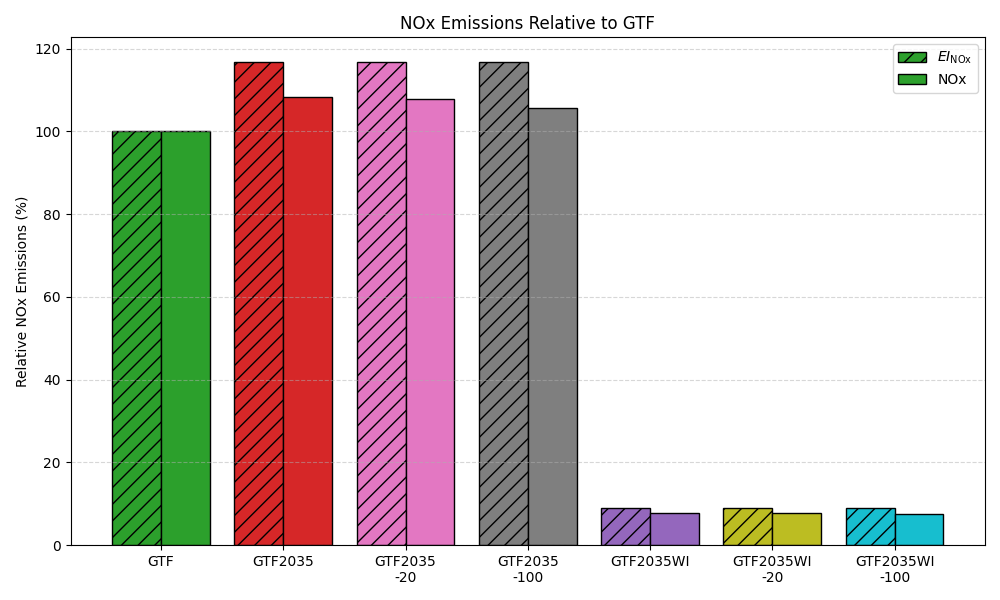 NOx Emissions Relative to GTF
Relative NOx Emissions (%)
120
100
80
60
40
20
0
EI_NOx
NOx
GTF
GTF2035
GTF2035
-20
GTF2035
-100
GTF2035WI
GTF2035WI
-20
GTF2035WI
-100